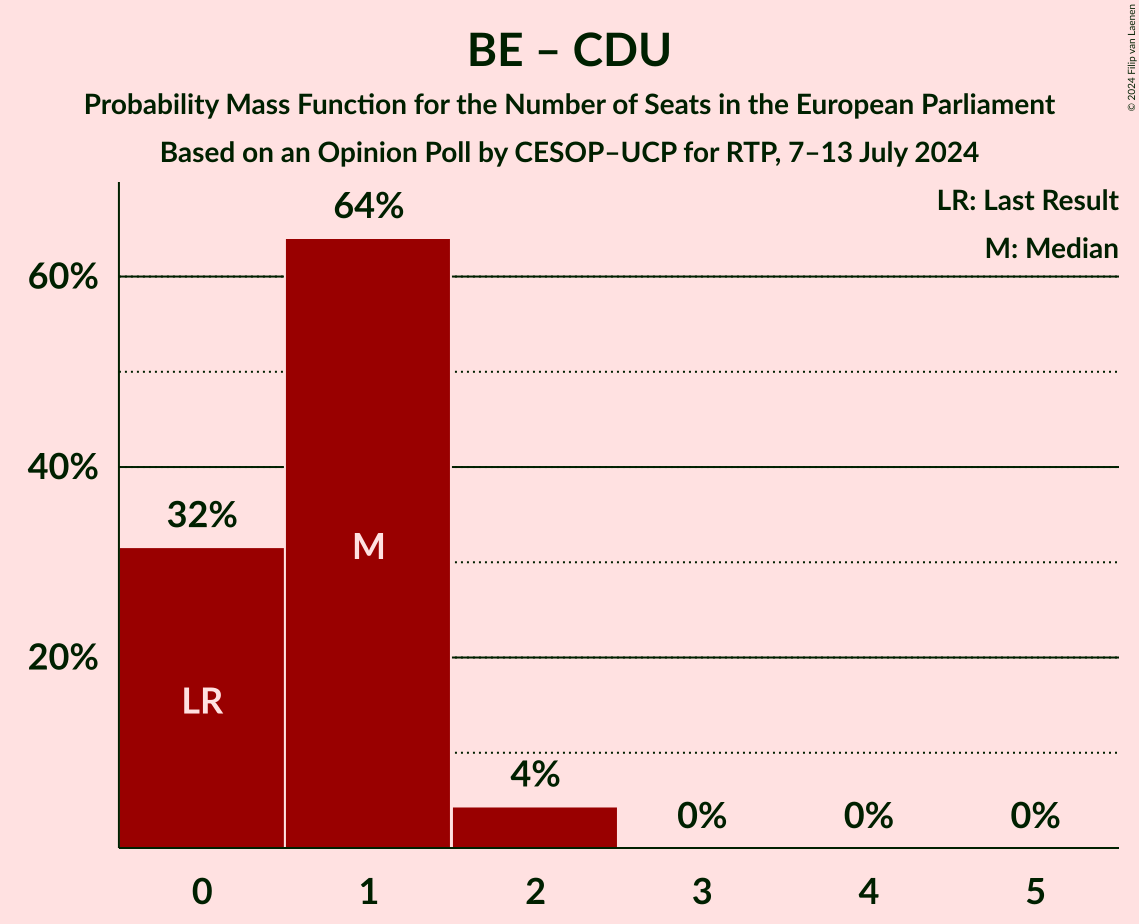 BE – CDU
Probability Mass Function for the Number of Seats in the European Parliament
Based on an Opinion Poll by CESOP–UCP for RTP, 7–13 July 2024
© 2024 Filip van Laenen
LR: Last Result
M: Median
64%
60%
40%
32%
M
20%
LR
4%
0%
0%
0%
0
1
2
3
4
5